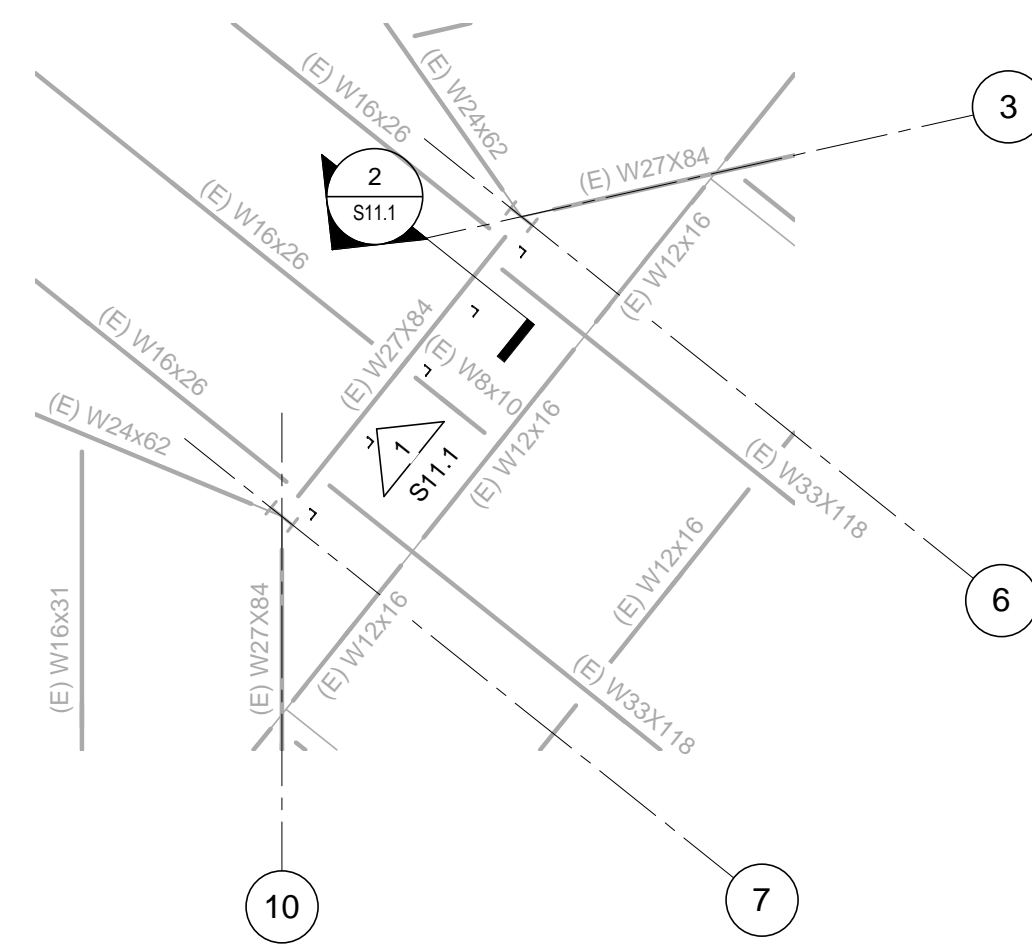 (E) W16x26
(E) W24x62
3
(E) W27X84
2
S11.1
(E) W16x26
(E) W12x16
(E) W16x26
(E) W27X84
(E) W8x10
(E) W24x62
1
S11.1
(E) W12x16
(E) W33X118
(E) W12x16
6
(E) W16x31
(E) W27X84
(E) W12x16
(E) W33X118
10
7